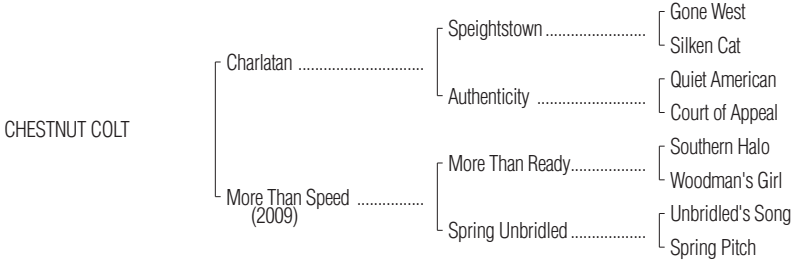 Gone West
Speightstown
Silken Cat
Charlatan
Quiet American
Authenticity
Court of Appeal
CHESTNUT COLT
Southern Halo
More Than Ready
Woodman's Girl
More Than Speed
(2009)
Unbridled's Song
Spring Unbridled
Spring Pitch